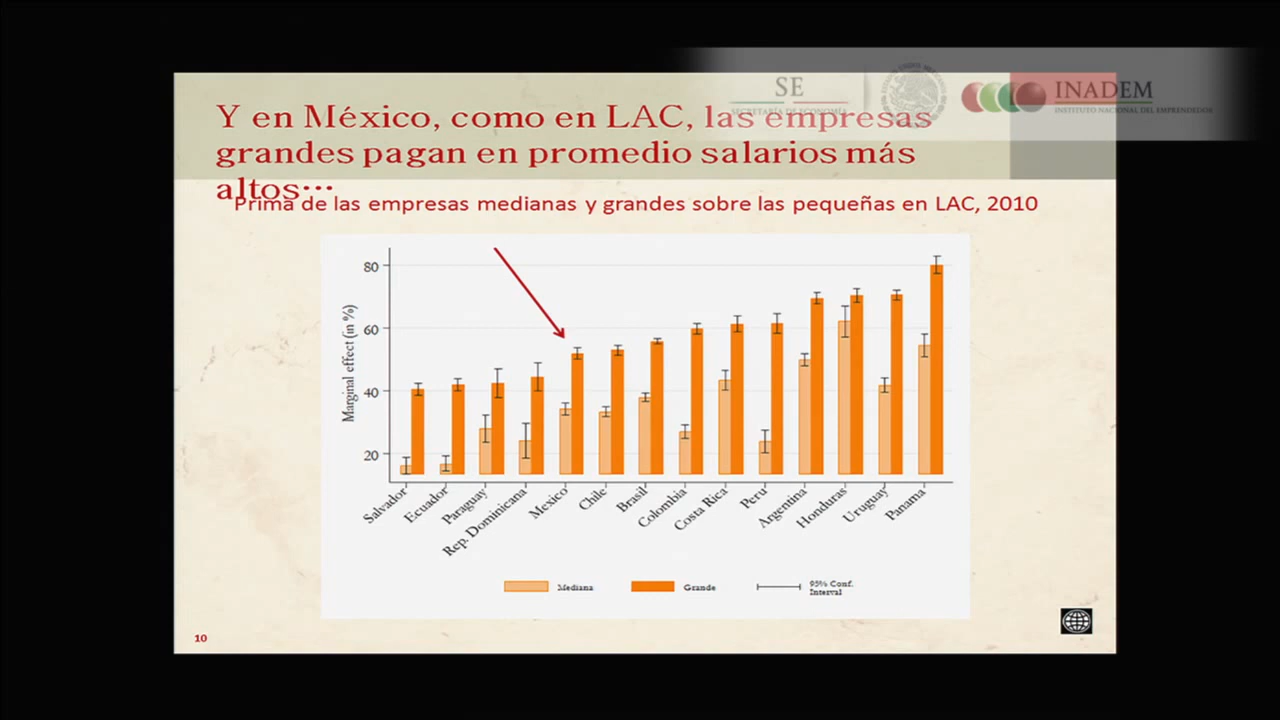 SE
SECRETARÍA DE ECONOMÍA
INADEM
INSTITUTO NACIONAL DEL EMPRENDEDOR
Y en México, como en LAC, las empresas
grandes pagan en promedio salarios más
altos…
Prima de las empresas medianas y grandes sobre las pequeñas en LAC, 2010
Marginal effect (in %)
80
60
40
20
Salvador
Ecuador
Paraguay
Rep. Dominicana
Mexico
Chile
Brasil
Colombia
Costa Rica
Peru
Argentina
Honduras
Uruguay
Panama
Mediana
Grande
95% Conf.
Interval
10